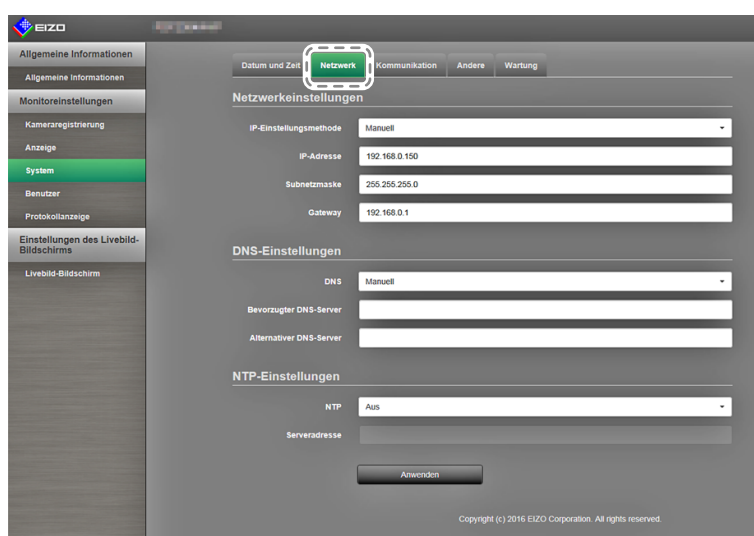 EIZO
Allgemeine Informationen
Allgemeine Informationen
Monitoreinstellungen
Kameraregistrierung
Anzeige
System
Benutzer
Protokollanzeige
Einstellungen des Livebild-
Bildschirms
Livebild-Bildschirm
Datum und Zeit Netzwerk Kommunikation Andere Wartung
Netzwerkeinstellungen
IP-Einstellungsmethode Manuell
IP-Adresse 192.168.0.150
Subnetzmaske 255.255.255.0
Gateway 192.168.0.1
DNS-Einstellungen
DNS Manuell
Bevorzugter DNS-Server
Alternativer DNS-Server
NTP-Einstellungen
NTP Aus
Serveradresse
Anwenden
Copyright (c) 2016 EIZO Corporation. All rights reserved.